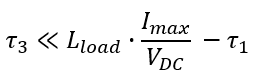 τ₃ ≪ L_load · I_max / V_DC − τ₁